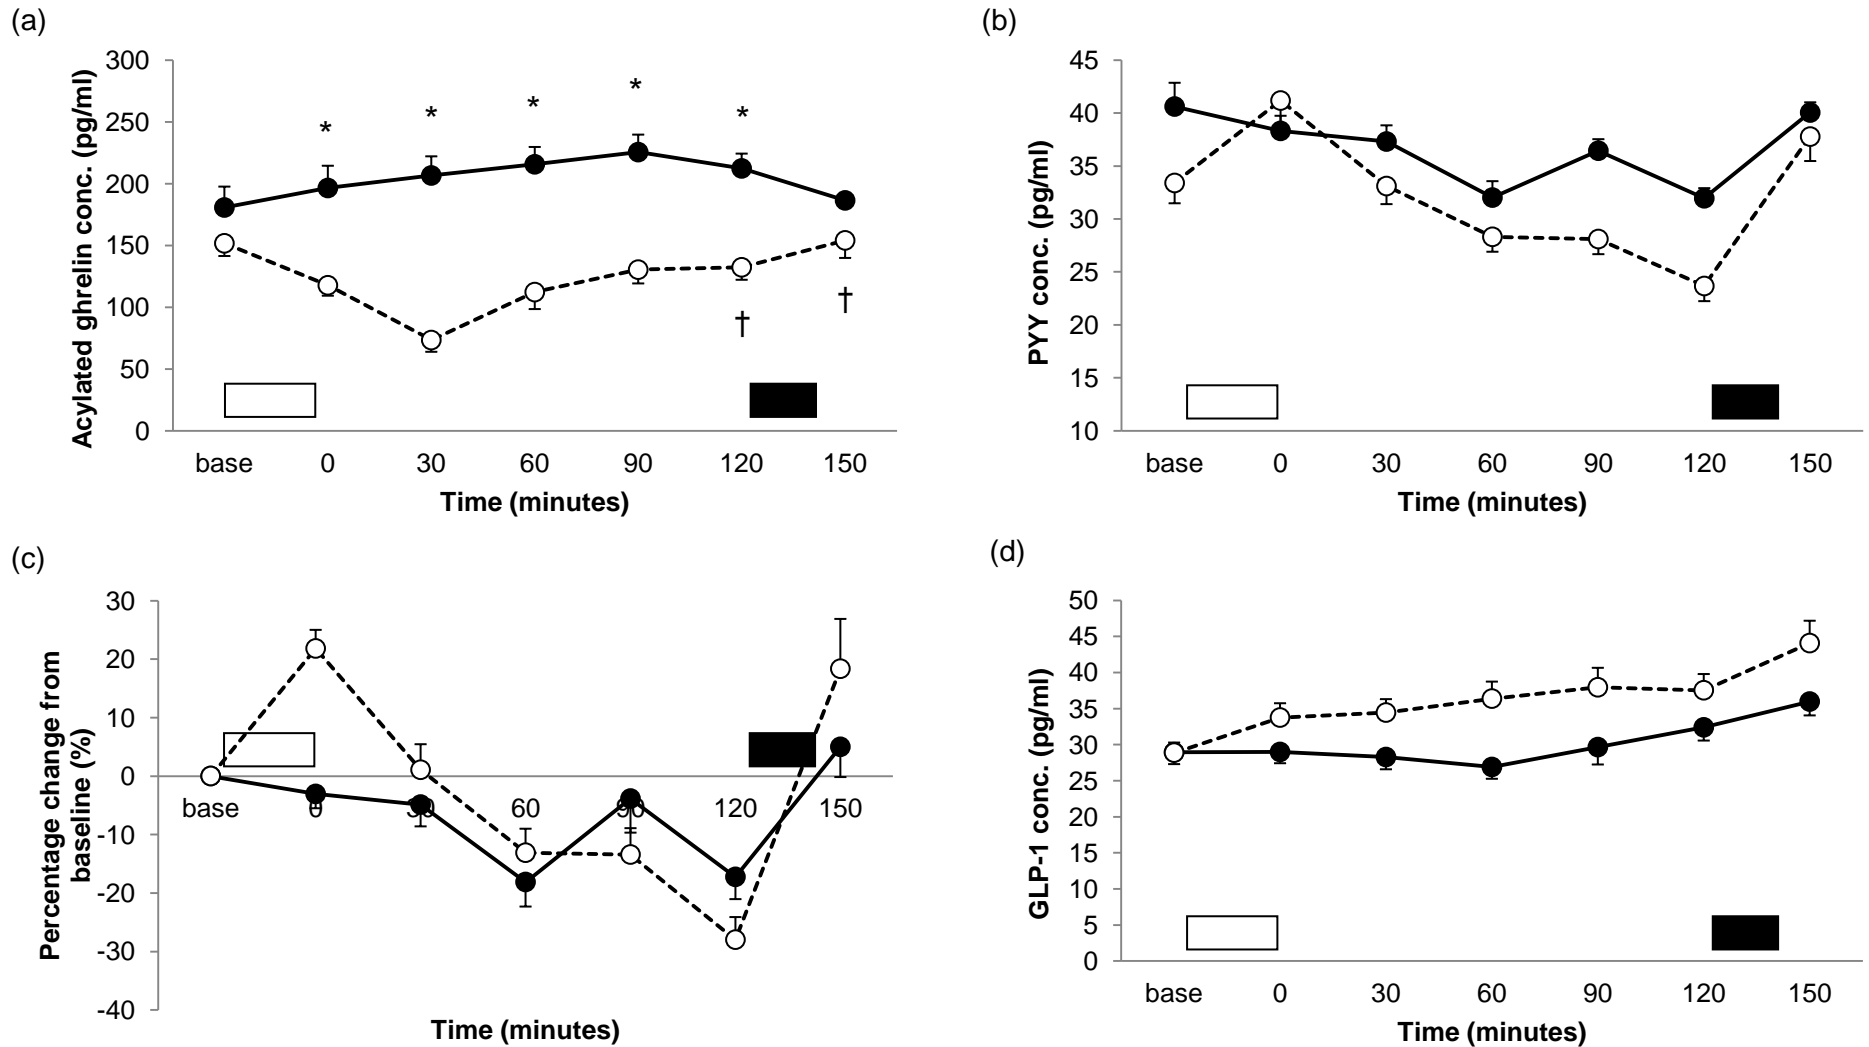 (a)
300
250
200
150
100
50
0
Acylated ghrelin conc. (pg/ml)
* * * * *
† †
base 0 30 60 90 120 150
Time (minutes)
(b)
45
40
35
30
25
20
15
10
PYY conc. (pg/ml)
base 0 30 60 90 120 150
Time (minutes)
(c)
30
20
10
0
-10
-20
-30
-40
Percentage change from
baseline (%)
base 0 30 60 90 120 150
Time (minutes)
(d)
50
45
40
35
30
25
20
15
10
5
0
GLP-1 conc. (pg/ml)
base 0 30 60 90 120 150
Time (minutes)